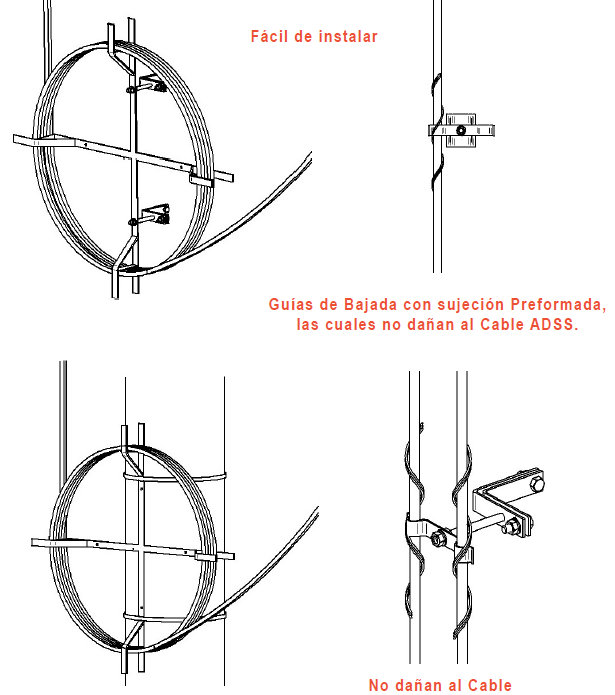 Fácil de instalar
Guías de Bajada con sujeción Preformada,
las cuales no dañan al Cable ADSS.
No dañan al Cable